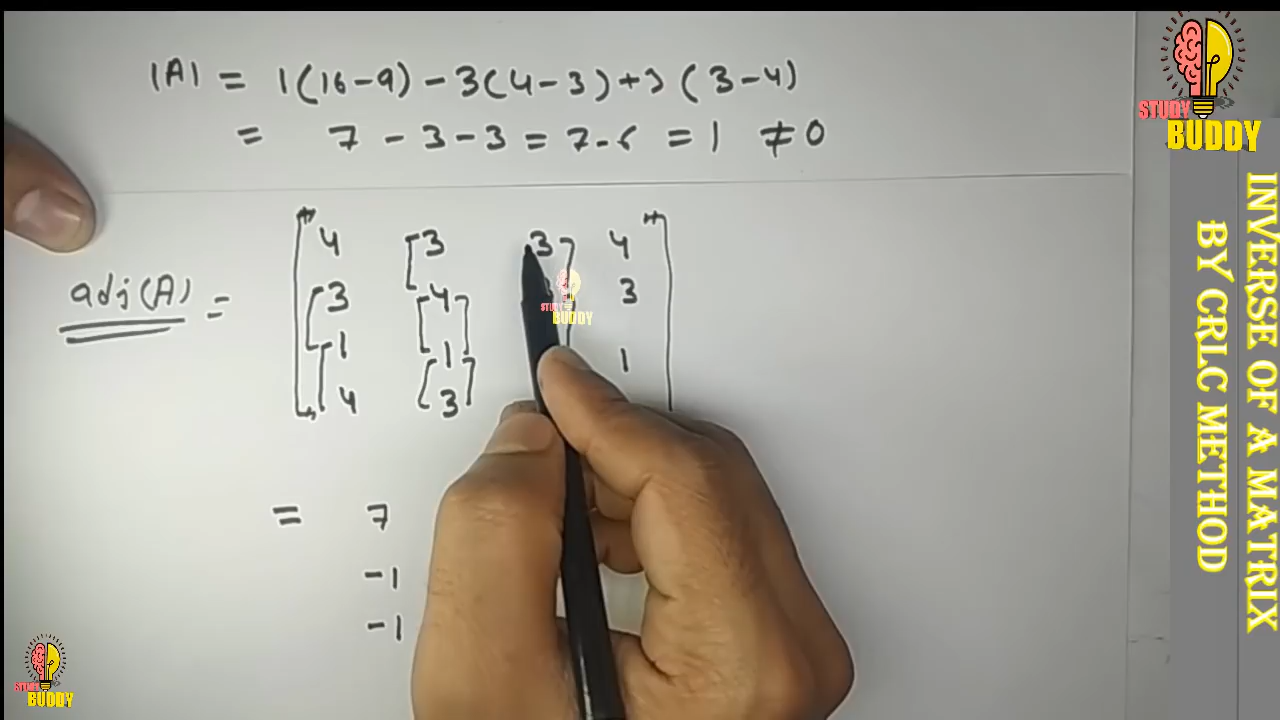 |A| = 1(16-9) - 3(4-3) + 3(3-4)
= 7 - 3 - 3 = 7 - 6 = 1 ≠ 0
adj(A) =
4 3 3 4
3 4 3
1 1 1
4 3
= 7
-1
-1
STUDY
BUDDY
INVERSE OF A MATRIX
BY CRLC METHOD
STUDY
BUDDY
STUDY
BUDDY